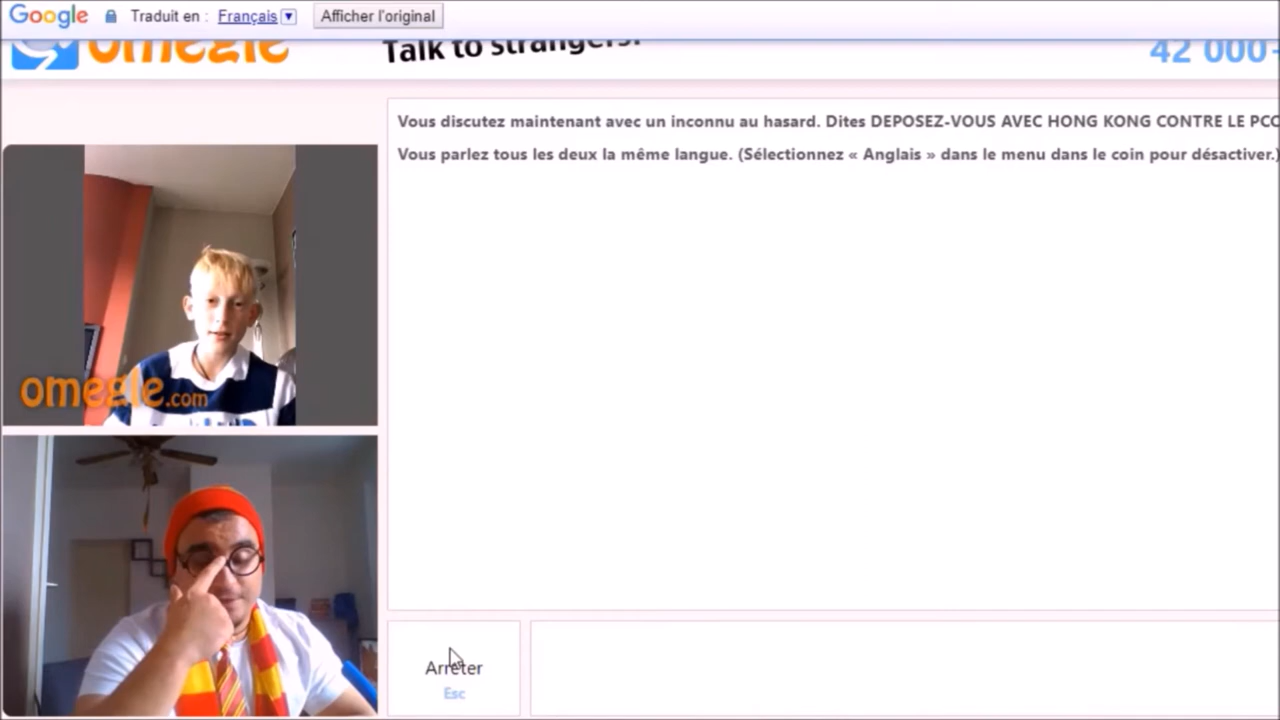 Google Traduit en : Français Afficher l'original
omegle Talk to strangers! 42 000+
Vous discutez maintenant avec un inconnu au hasard. Dites DEPOSEZ-VOUS AVEC HONG KONG CONTRE LE PCC
Vous parlez tous les deux la même langue. (Sélectionnez « Anglais » dans le menu dans le coin pour désactiver.)
omegle.com
Arrêter
Esc